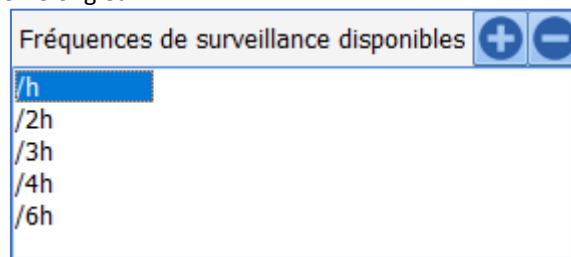 Fréquences de surveillance disponibles
/h
/2h
/3h
/4h
/6h